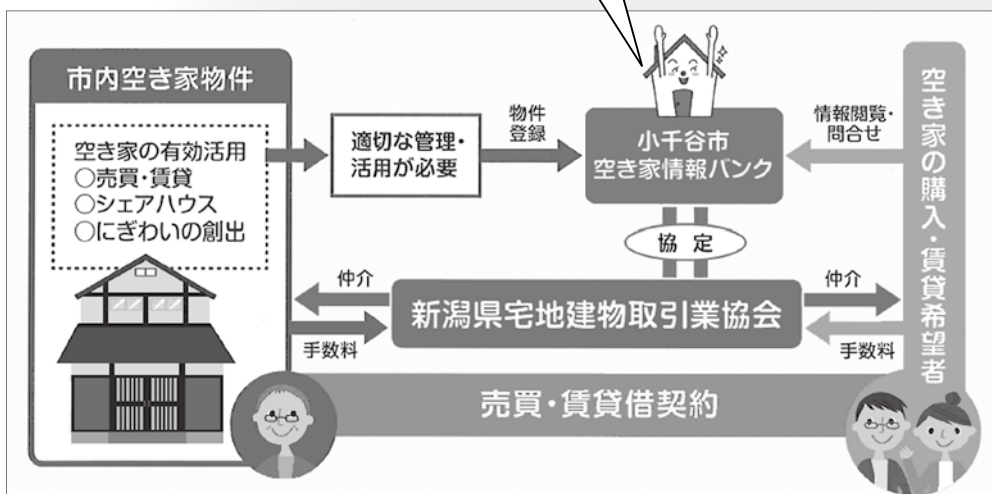 市内空き家物件
空き家の有効活用
○売買・賃貸
○シェアハウス
○にぎわいの創出
適切な管理・
活用が必要
物件
登録
小千谷市
空き家情報バンク
情報閲覧・
問合せ
空き家の購入・賃貸希望者
協定
仲介
手数料
新潟県宅地建物取引業協会
仲介
手数料
売買・賃貸借契約